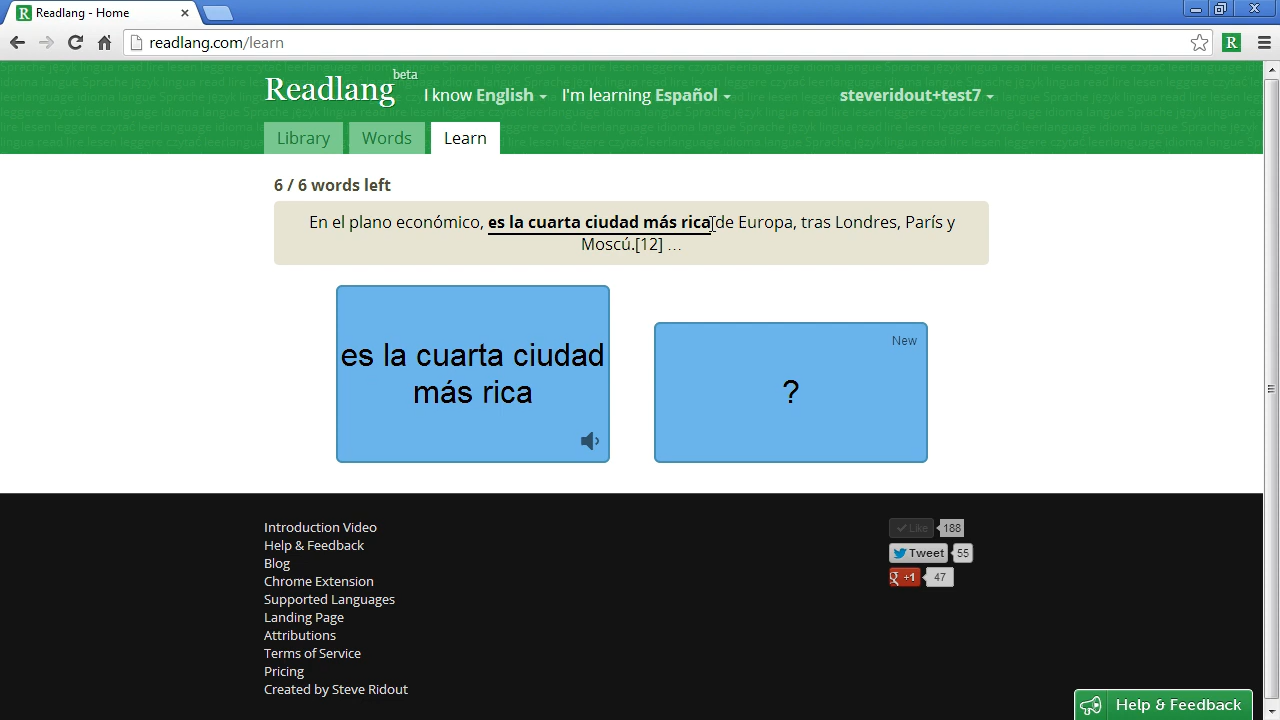 Readlang - Home
readlang.com/learn
R
Readlang beta
I know English
I'm learning Español
steveridout+test7
Library
Words
Learn
6 / 6 words left
En el plano económico, es la cuarta ciudad más rica de Europa, tras Londres, París y
Moscú.[12] ...
es la cuarta ciudad
más rica
New
?
Introduction Video
Help & Feedback
Blog
Chrome Extension
Supported Languages
Landing Page
Attributions
Terms of Service
Pricing
Created by Steve Ridout
Like 188
Tweet 55
+1 47
Help & Feedback